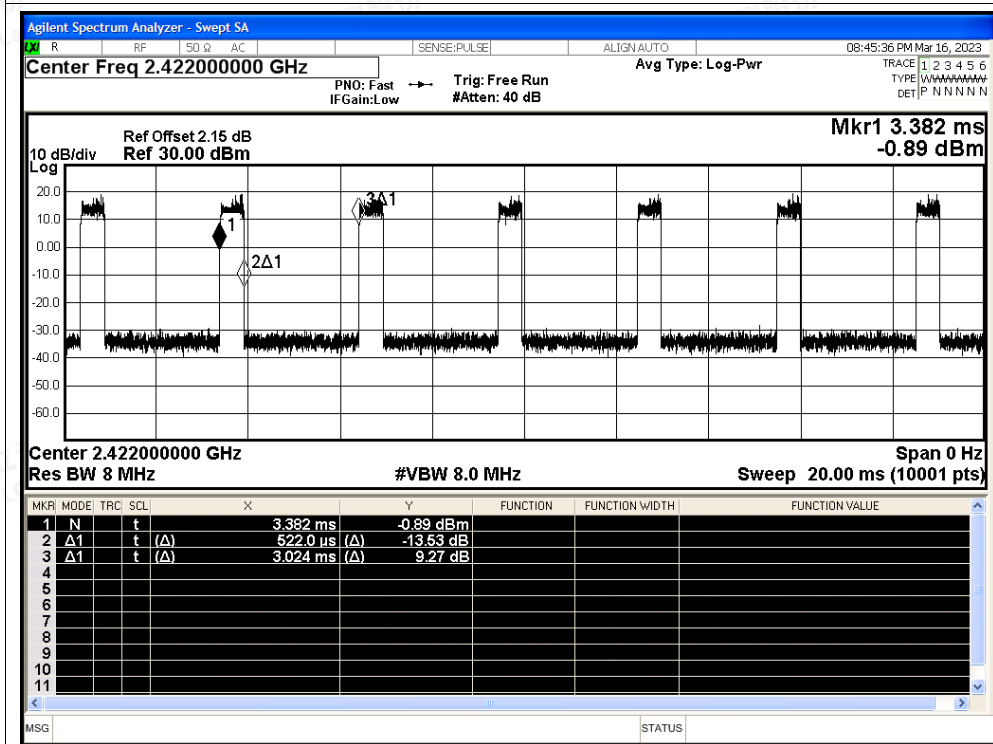 Agilent Spectrum Analyzer - Swept SA
LXI R RF 50 Ω AC SENSE:PULSE ALIGN AUTO 08:45:36 PM Mar 16, 2023
Center Freq 2.422000000 GHz Avg Type: Log-Pwr TRACE 1 2 3 4 5 6
PNO: Fast Trig: Free Run TYPE WWWWWW
IFGain:Low #Atten: 40 dB DET P N N N N N
Mkr1 3.382 ms
-0.89 dBm
Ref Offset 2.15 dB
10 dB/div Ref 30.00 dBm
Log
20.0
10.0
0.00
-10.0
-20.0
-30.0
-40.0
-50.0
-60.0
1
2Δ1
3Δ1
Center 2.422000000 GHz Span 0 Hz
Res BW 8 MHz #VBW 8.0 MHz Sweep 20.00 ms (10001 pts)
MKR MODE TRC SCL X Y FUNCTION FUNCTION WIDTH FUNCTION VALUE
1 N t 3.382 ms -0.89 dBm
2 Δ1 t (Δ) 522.0 µs (Δ) -13.53 dB
3 Δ1 t (Δ) 3.024 ms (Δ) 9.27 dB
4
5
6
7
8
9
10
11
MSG STATUS